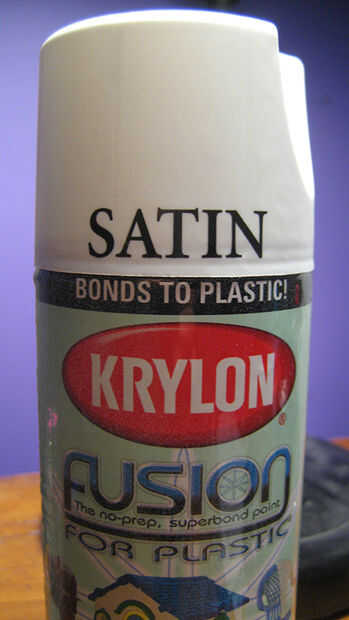 SATIN
BONDS TO PLASTIC!
KRYLON®
FUSION
The no-prep, superbond paint
FOR PLASTIC